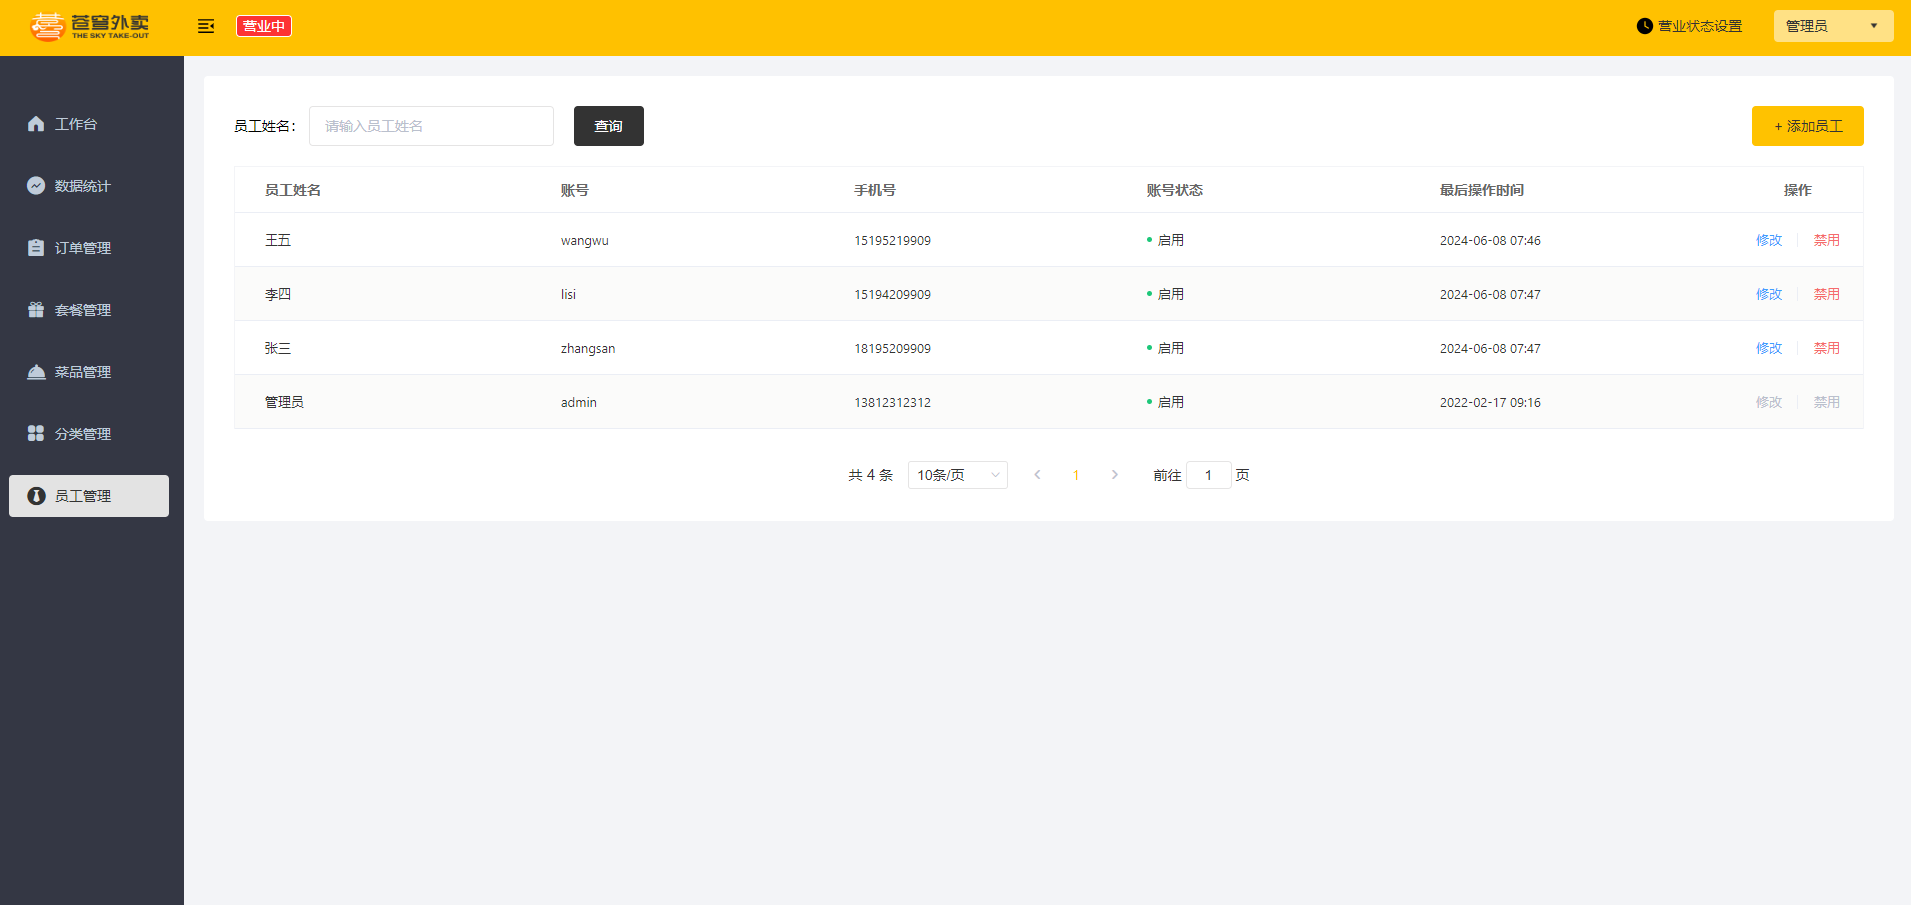 苍穹外卖
THE SKY TAKE-OUT
营业中
营业状态设置
管理员
工作台
数据统计
订单管理
套餐管理
菜品管理
分类管理
员工管理
员工姓名： 请输入员工姓名 查询 + 添加员工
员工姓名 账号 手机号 账号状态 最后操作时间 操作
王五 wangwu 15195219909 启用 2024-06-08 07:46 修改 禁用
李四 lisi 15194209909 启用 2024-06-08 07:47 修改 禁用
张三 zhangsan 18195209909 启用 2024-06-08 07:47 修改 禁用
管理员 admin 13812312312 启用 2022-02-17 09:16 修改 禁用
共 4 条 10条/页 1 前往 1 页